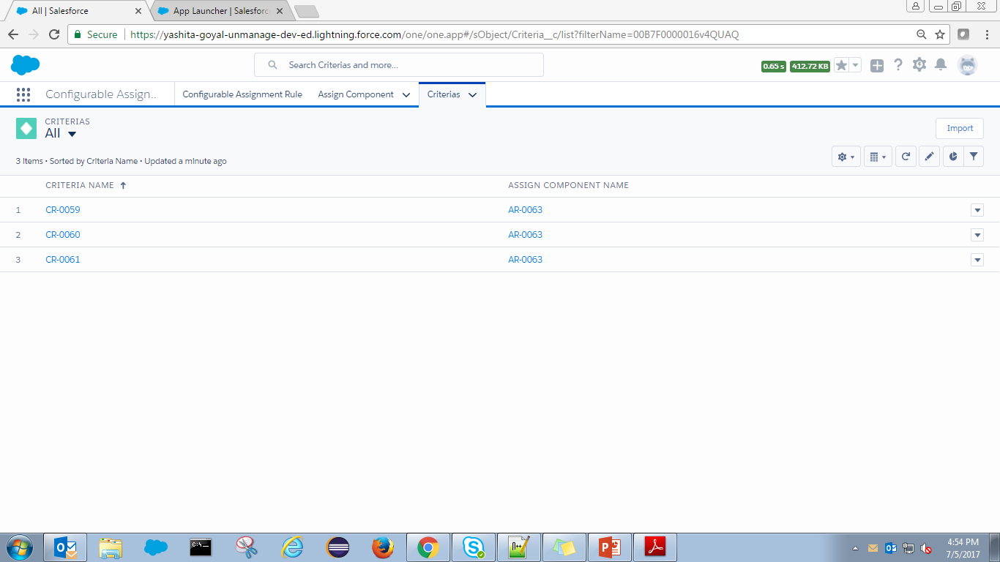 All | Salesforce
App Launcher | Salesforc
Secure
https://yashita-goyal-unmanage-dev-ed.lightning.force.com/one/one.app#/sObject/Criteria__c/list?filterName=00B7F0000016v4QUAQ
Search Criterias and more...
0.65 s
412.72 KB
Configurable Assign..
Configurable Assignment Rule
Assign Component
Criterias
CRITERIAS
All
Import
3 items • Sorted by Criteria Name • Updated a minute ago
CRITERIA NAME
ASSIGN COMPONENT NAME
1 CR-0059 AR-0063
2 CR-0060 AR-0063
3 CR-0061 AR-0063
4:54 PM
7/5/2017